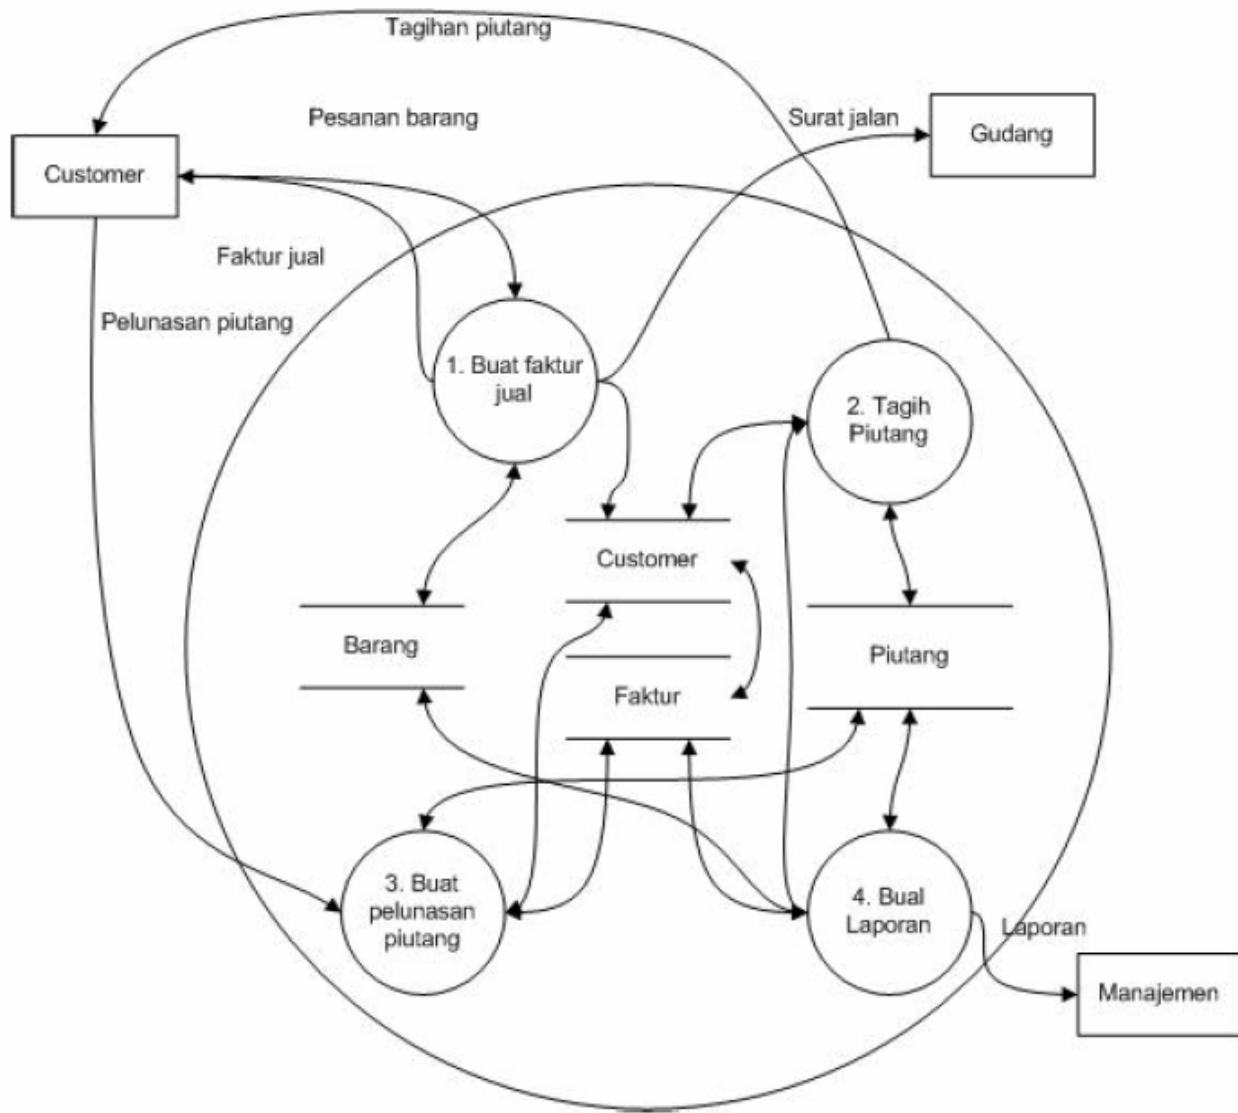 Tagihan piutang
Pesanan barang
Surat jalan
Gudang
Customer
Faktur jual
Pelunasan piutang
1. Buat faktur
jual
2. Tagih
Piutang
Customer
Barang
Faktur
Piutang
3. Buat
pelunasan
piutang
4. Bual
Laporan
Laporan
Manajemen